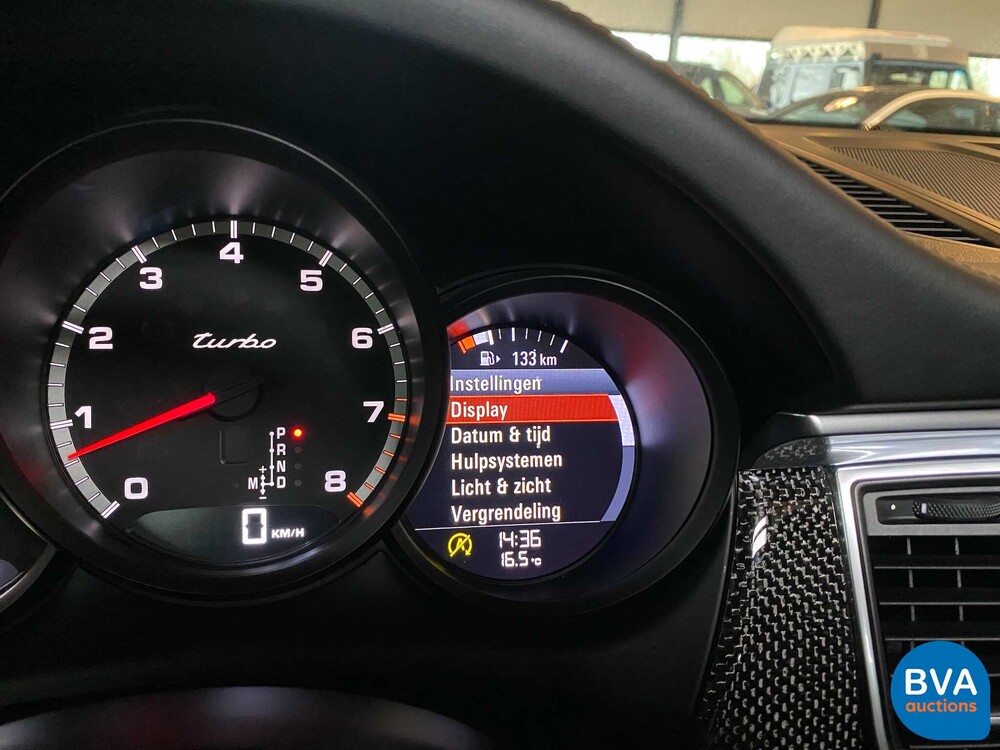 0
1
2
3
4
5
6
7
8
turbo
P
R
N
M D
+
-
0 KM/H
133 km
Instellingen
Display
Datum & tijd
Hulpsystemen
Licht & zicht
Vergrendeling
14:36
16.5 °C
BVA
auctions